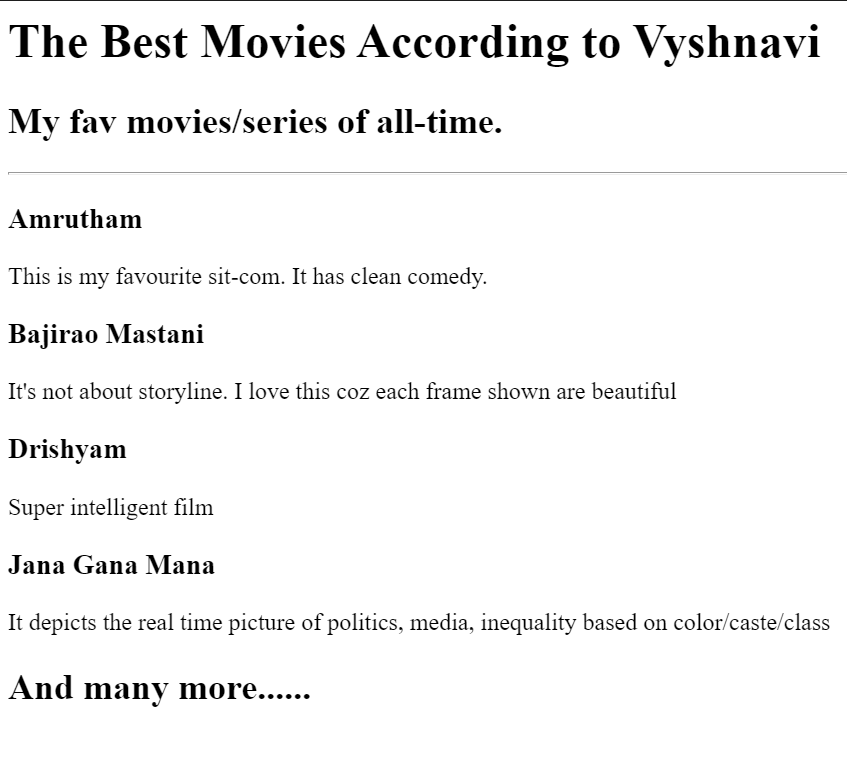 The Best Movies According to Vyshnavi
My fav movies/series of all-time.
Amrutham
This is my favourite sit-com. It has clean comedy.
Bajirao Mastani
It's not about storyline. I love this coz each frame shown are beautiful
Drishyam
Super intelligent film
Jana Gana Mana
It depicts the real time picture of politics, media, inequality based on color/caste/class
And many more......